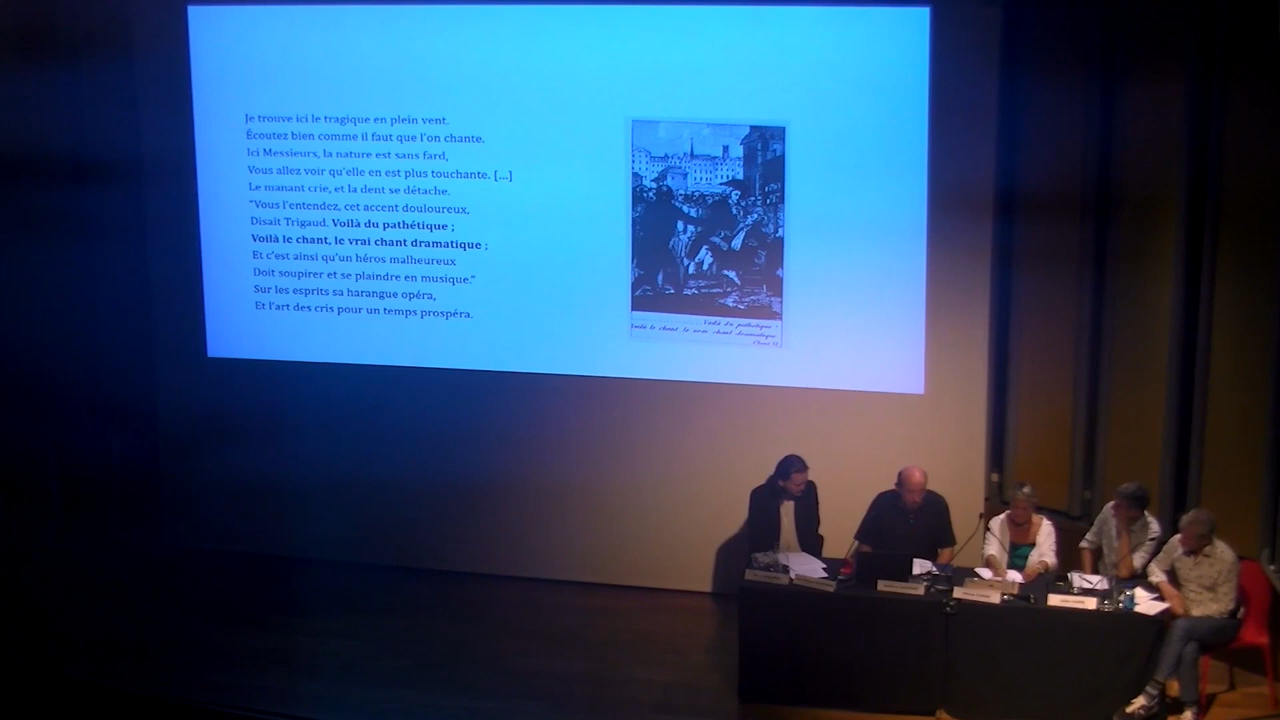 Je trouve ici le tragique en plein vent.
Écoutez bien comme il faut que l'on chante.
Ici Messieurs, la nature est sans fard,
Vous allez voir qu'elle en est plus touchante. [...]
Le manant crie, et la dent se détache.
"Vous l'entendez, cet accent douloureux,
Disait Trigaud. Voilà du pathétique ;
Voilà le chant, le vrai chant dramatique ;
Et c'est ainsi qu'un héros malheureux
Doit soupirer et se plaindre en musique."
Sur les esprits sa harangue opéra,
Et l'art des cris pour un temps prospéra.
Voilà du pathétique
Voilà le chant, le vrai chant dramatique